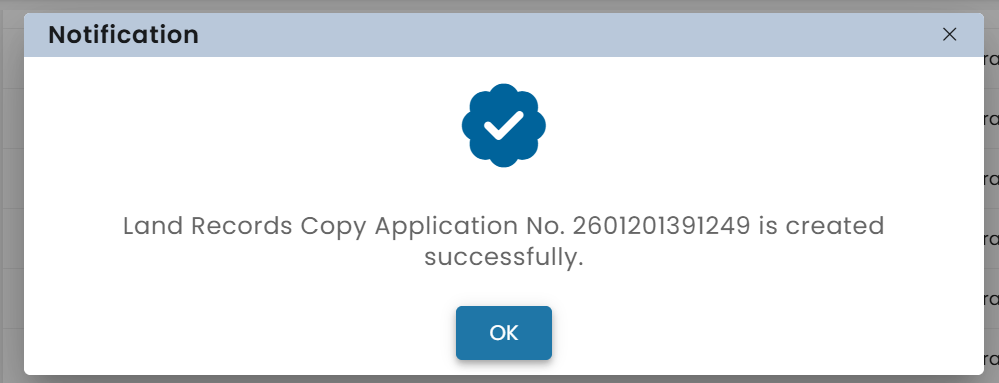 Notification
Land Records Copy Application No. 2601201391249 is created
successfully.
OK